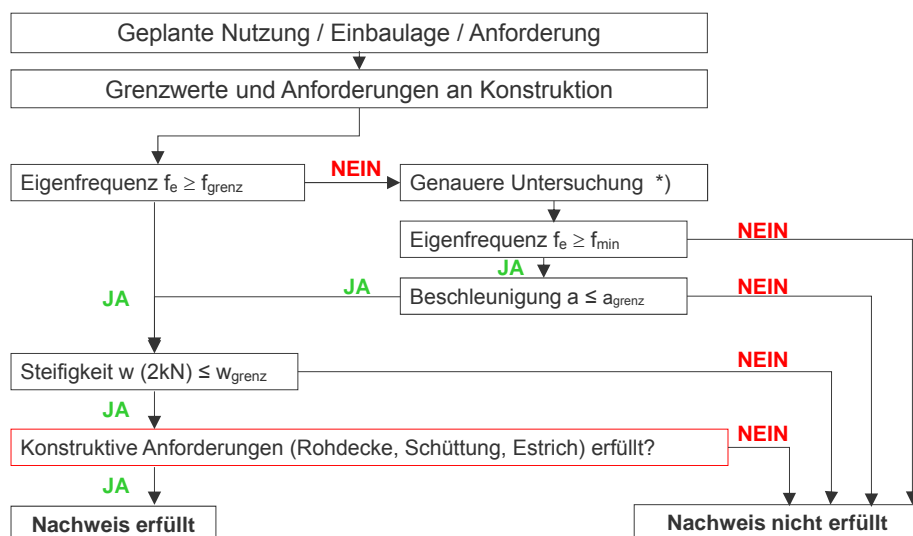 Geplante Nutzung / Einbaulage / Anforderung
Grenzwerte und Anforderungen an Konstruktion
NEIN
Eigenfrequenz fe ≥ fgrenz
Genauere Untersuchung *)
Eigenfrequenz fe ≥ fmin
NEIN
JA
JA
JA
Beschleunigung a ≤ agrenz
NEIN
Steifigkeit w (2kN) ≤ wgrenz
NEIN
JA
Konstruktive Anforderungen (Rohdecke, Schüttung, Estrich) erfüllt?
NEIN
JA
Nachweis erfüllt
Nachweis nicht erfüllt